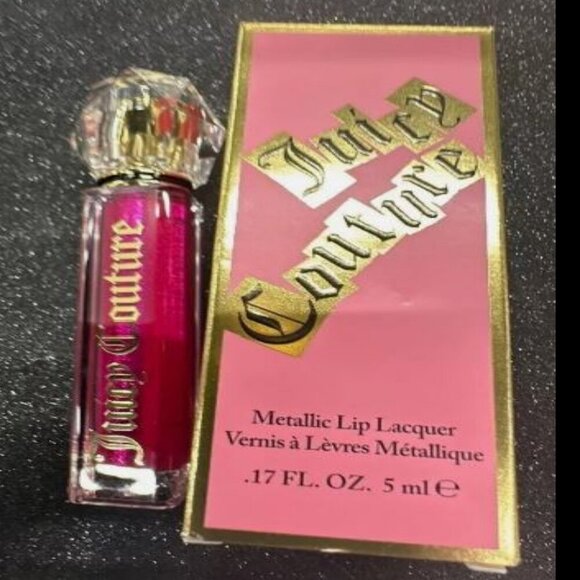 Juicy Couture
Juicy
Couture
Metallic Lip Lacquer
Vernis à Lèvres Métallique
.17 FL. OZ. 5 ml ℮